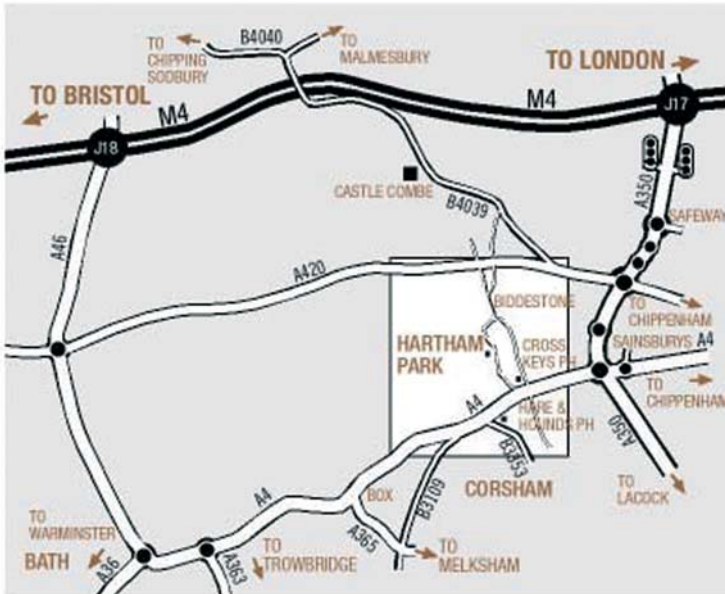 B4040
TO
CHIPPING
SODBURY
TO
MALMESBURY
TO LONDON
TO BRISTOL
M4
M4
J17
J18
CASTLE COMBE
B4039
A350
SAFEWAY
A46
A420
BIDDESTONE
TO
CHIPPENHAM
HARTHAM
PARK
CROSS
KEYS PH
SAINSBURYS
A4
A4
TO
CHIPPENHAM
HARE &
HOUNDS PH
A350
B3353
CORSHAM
TO
LACOCK
B3109
BOX
A4
A365
TO
WARMINSTER
BATH
A36
A363
TO
TROWBRIDGE
TO
MELKSHAM